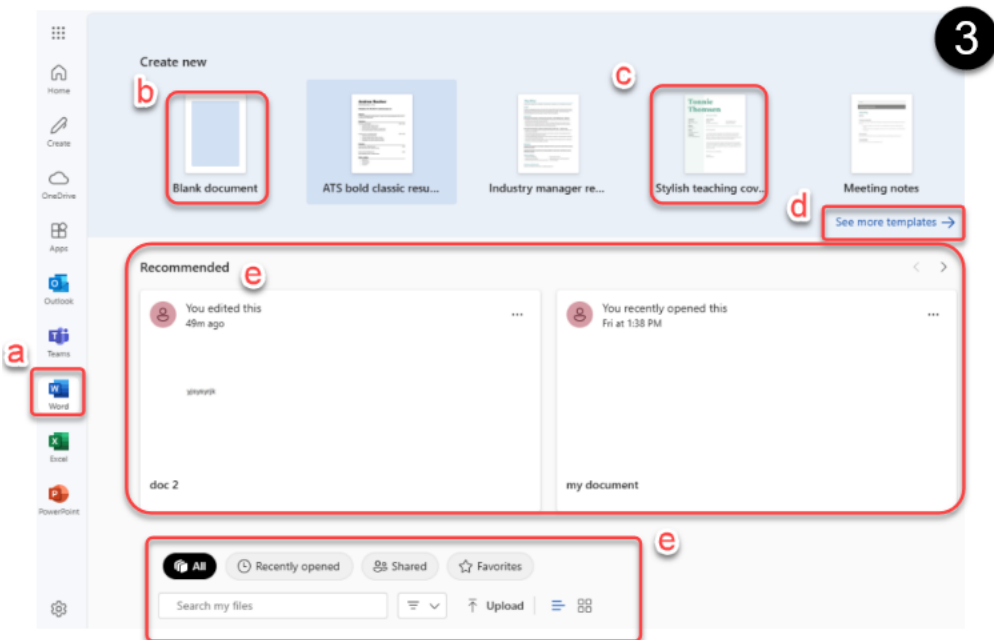 3
Create new
b
c
Blank document
ATS bold classic resu...
Industry manager re...
Stylish teaching cov...
Meeting notes
d
See more templates →
Home
Create
OneDrive
Apps
Outlook
Teams
a
Word
Excel
PowerPoint
Recommended
e
You edited this
49m ago
doc 2
You recently opened this
Fri at 1:38 PM
my document
e
All
Recently opened
Shared
Favorites
Search my files
Upload
Tonnie
Thomsen